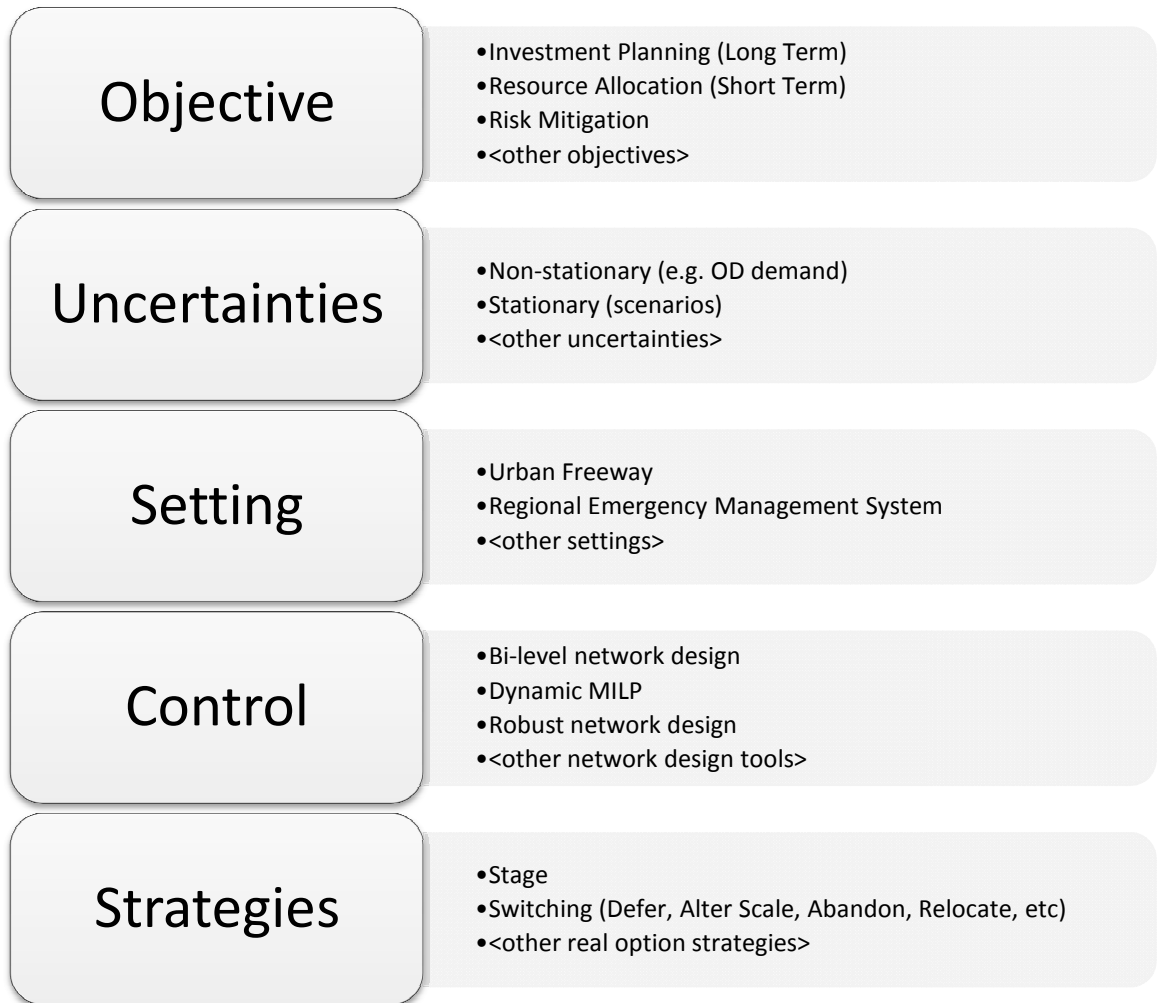 Objective
•Investment Planning (Long Term)
•Resource Allocation (Short Term)
•Risk Mitigation
•<other objectives>
Uncertainties
•Non-stationary (e.g. OD demand)
•Stationary (scenarios)
•<other uncertainties>
Setting
•Urban Freeway
•Regional Emergency Management System
•<other settings>
Control
•Bi-level network design
•Dynamic MILP
•Robust network design
•<other network design tools>
Strategies
•Stage
•Switching (Defer, Alter Scale, Abandon, Relocate, etc)
•<other real option strategies>